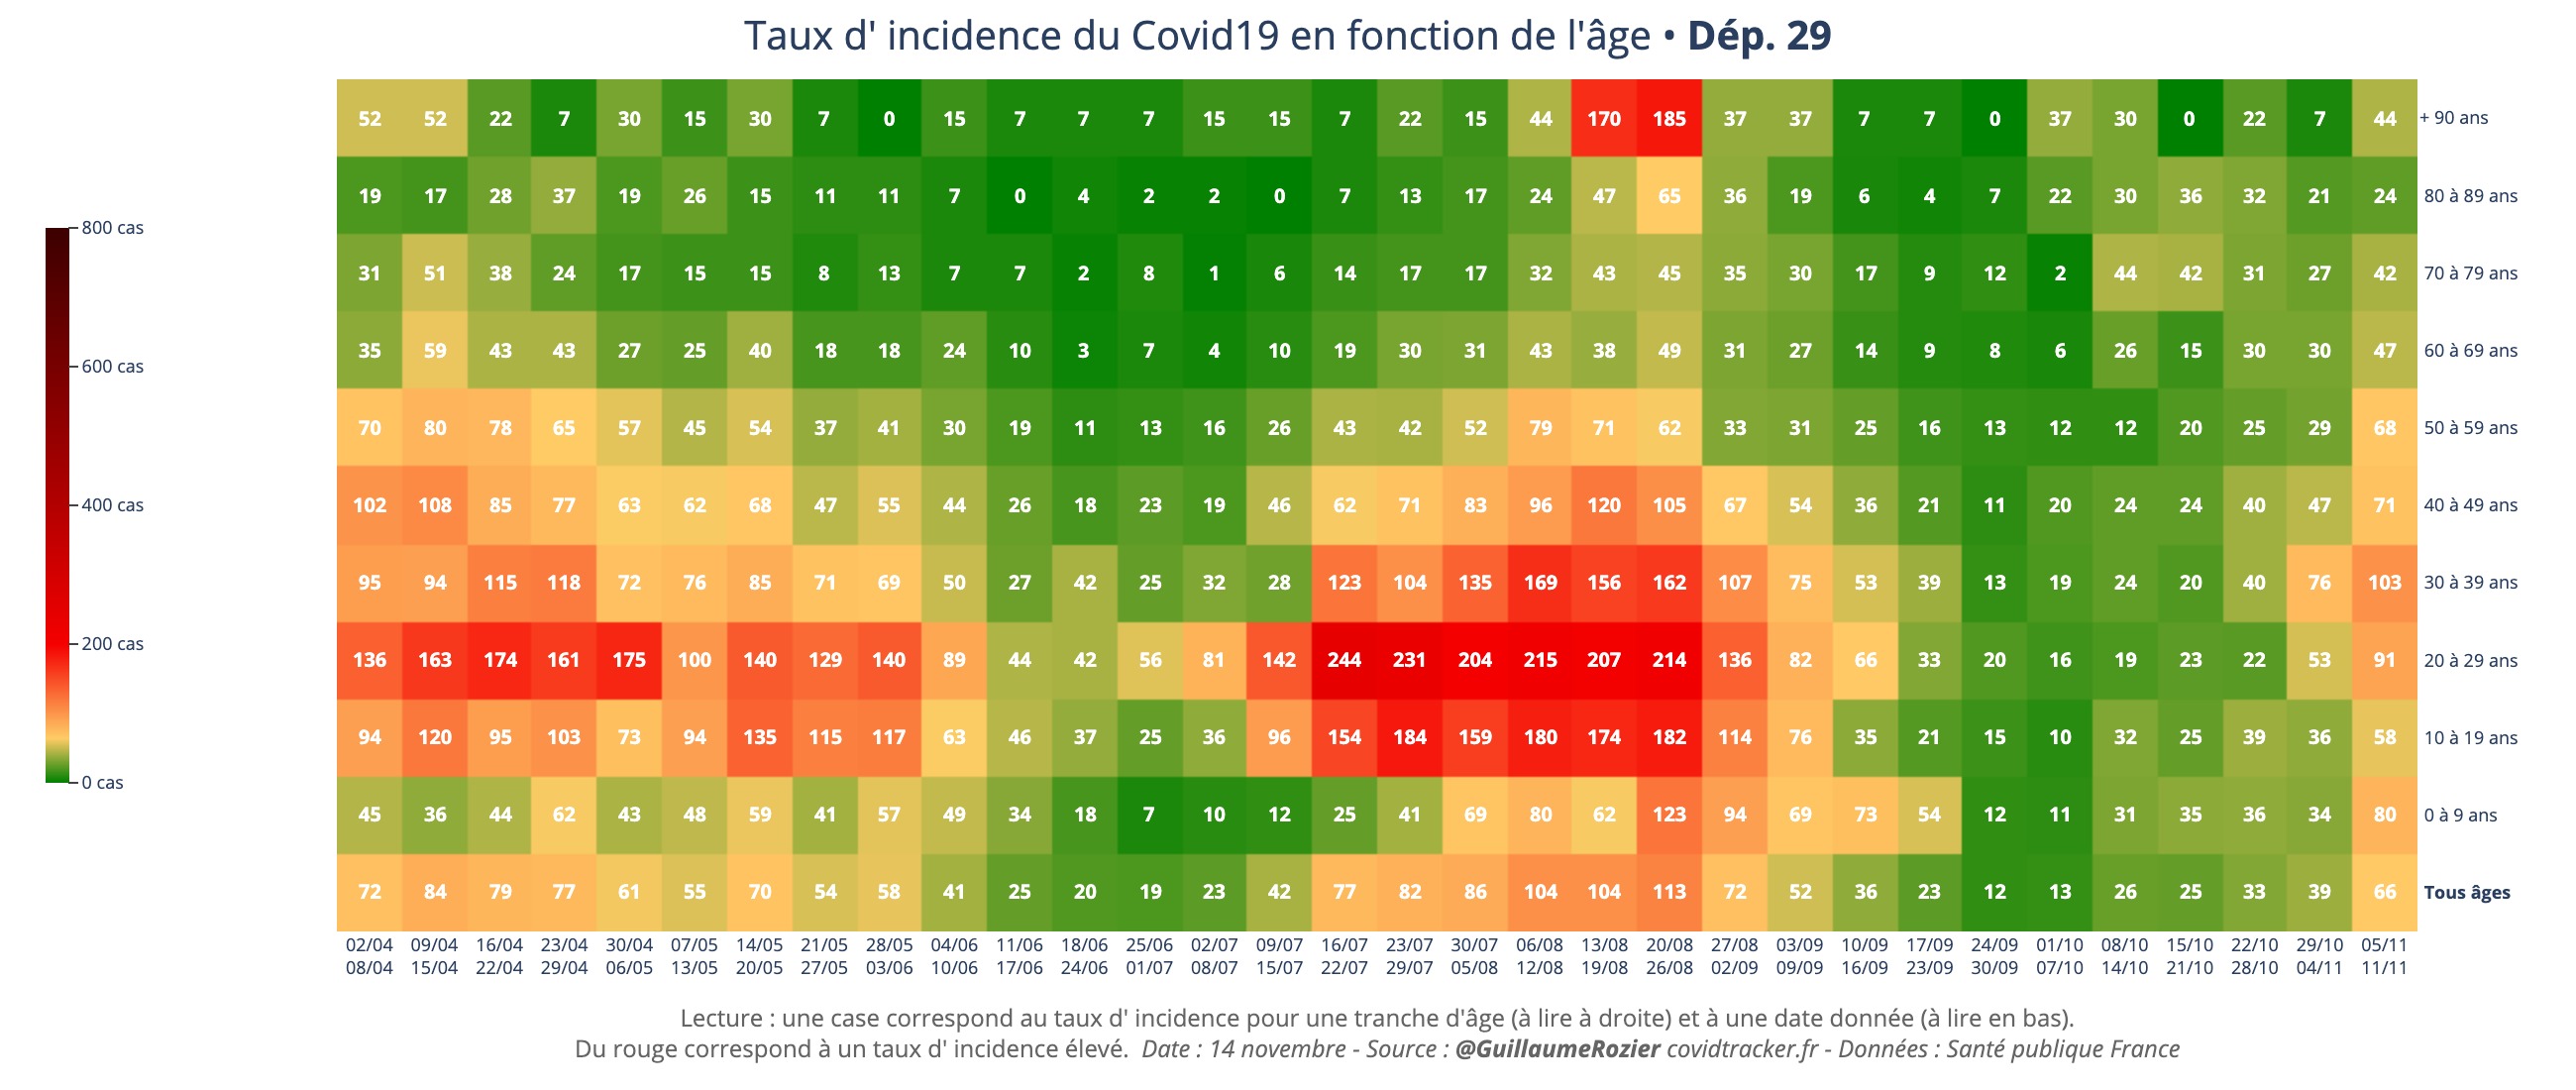 Taux d' incidence du Covid19 en fonction de l'âge • Dép. 29
800 cas
600 cas
400 cas
200 cas
0 cas
52 52 22 7 30 15 30 7 0 15 7 7 7 15 15 7 22 15 44 170 185 37 37 7 7 0 37 30 0 22 7 44 + 90 ans
19 17 28 37 19 26 15 11 11 7 0 4 2 2 0 7 13 17 24 47 65 36 19 6 4 7 22 30 36 32 21 24 80 à 89 ans
31 51 38 24 17 15 15 8 13 7 7 2 8 1 6 14 17 17 32 43 45 35 30 17 9 12 2 44 42 31 27 42 70 à 79 ans
35 59 43 43 27 25 40 18 18 24 10 3 7 4 10 19 30 31 43 38 49 31 27 14 9 8 6 26 15 30 30 47 60 à 69 ans
70 80 78 65 57 45 54 37 41 30 19 11 13 16 26 43 42 52 79 71 62 33 31 25 16 13 12 12 20 25 29 68 50 à 59 ans
102 108 85 77 63 62 68 47 55 44 26 18 23 19 46 62 71 83 96 120 105 67 54 36 21 11 20 24 24 40 47 71 40 à 49 ans
95 94 115 118 72 76 85 71 69 50 27 42 25 32 28 123 104 135 169 156 162 107 75 53 39 13 19 24 20 40 76 103 30 à 39 ans
136 163 174 161 175 100 140 129 140 89 44 42 56 81 142 244 231 204 215 207 214 136 82 66 33 20 16 19 23 22 53 91 20 à 29 ans
94 120 95 103 73 94 135 115 117 63 46 37 25 36 96 154 184 159 180 174 182 114 76 35 21 15 10 32 25 39 36 58 10 à 19 ans
45 36 44 62 43 48 59 41 57 49 34 18 7 10 12 25 41 69 80 62 123 94 69 73 54 12 11 31 35 36 34 80 0 à 9 ans
72 84 79 77 61 55 70 54 58 41 25 20 19 23 42 77 82 86 104 104 113 72 52 36 23 12 13 26 25 33 39 66 Tous âges
02/04 09/04 16/04 23/04 30/04 07/05 14/05 21/05 28/05 04/06 11/06 18/06 25/06 02/07 09/07 16/07 23/07 30/07 06/08 13/08 20/08 27/08 03/09 10/09 17/09 24/09 01/10 08/10 15/10 22/10 29/10 05/11
08/04 15/04 22/04 29/04 06/05 13/05 20/05 27/05 03/06 10/06 17/06 24/06 01/07 08/07 15/07 22/07 29/07 05/08 12/08 19/08 26/08 02/09 09/09 16/09 23/09 30/09 07/10 14/10 21/10 28/10 04/11 11/11
Lecture : une case correspond au taux d' incidence pour une tranche d'âge (à lire à droite) et à une date donnée (à lire en bas).
Du rouge correspond à un taux d' incidence élevé. Date : 14 novembre - Source : @GuillaumeRozier covidtracker.fr - Données : Santé publique France